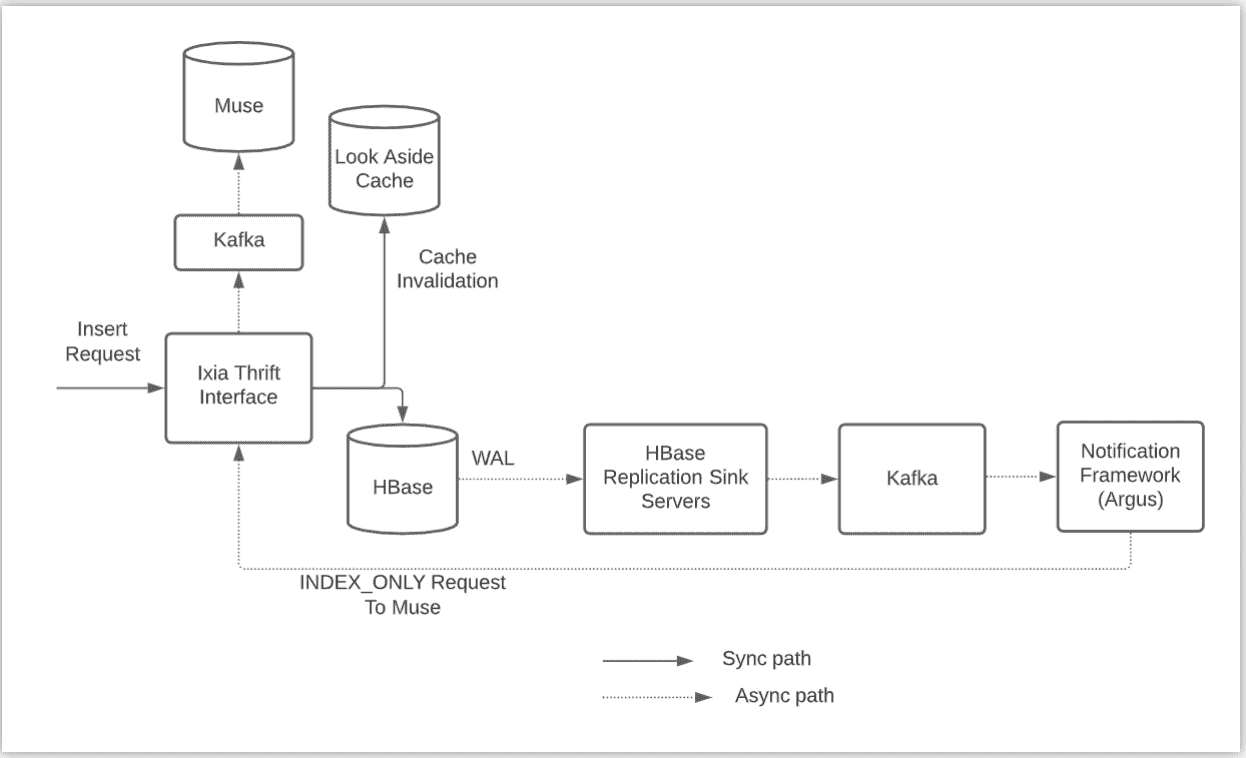 Muse
Look Aside
Cache
Kafka
Cache
Invalidation
Insert
Request
Ixia Thrift
Interface
HBase
WAL
HBase
Replication Sink
Servers
Kafka
Notification
Framework
(Argus)
INDEX_ONLY Request
To Muse
Sync path
Async path